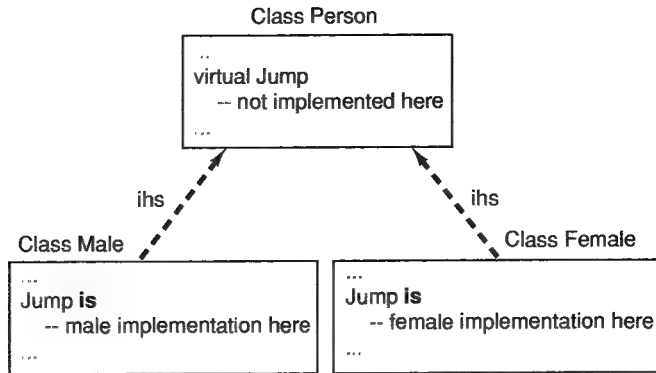 Class Person
..
virtual Jump
-- not implemented here
...
ihs
ihs
Class Male
...
Jump is
-- male implementation here
...
Class Female
...
Jump is
-- female implementation here
...